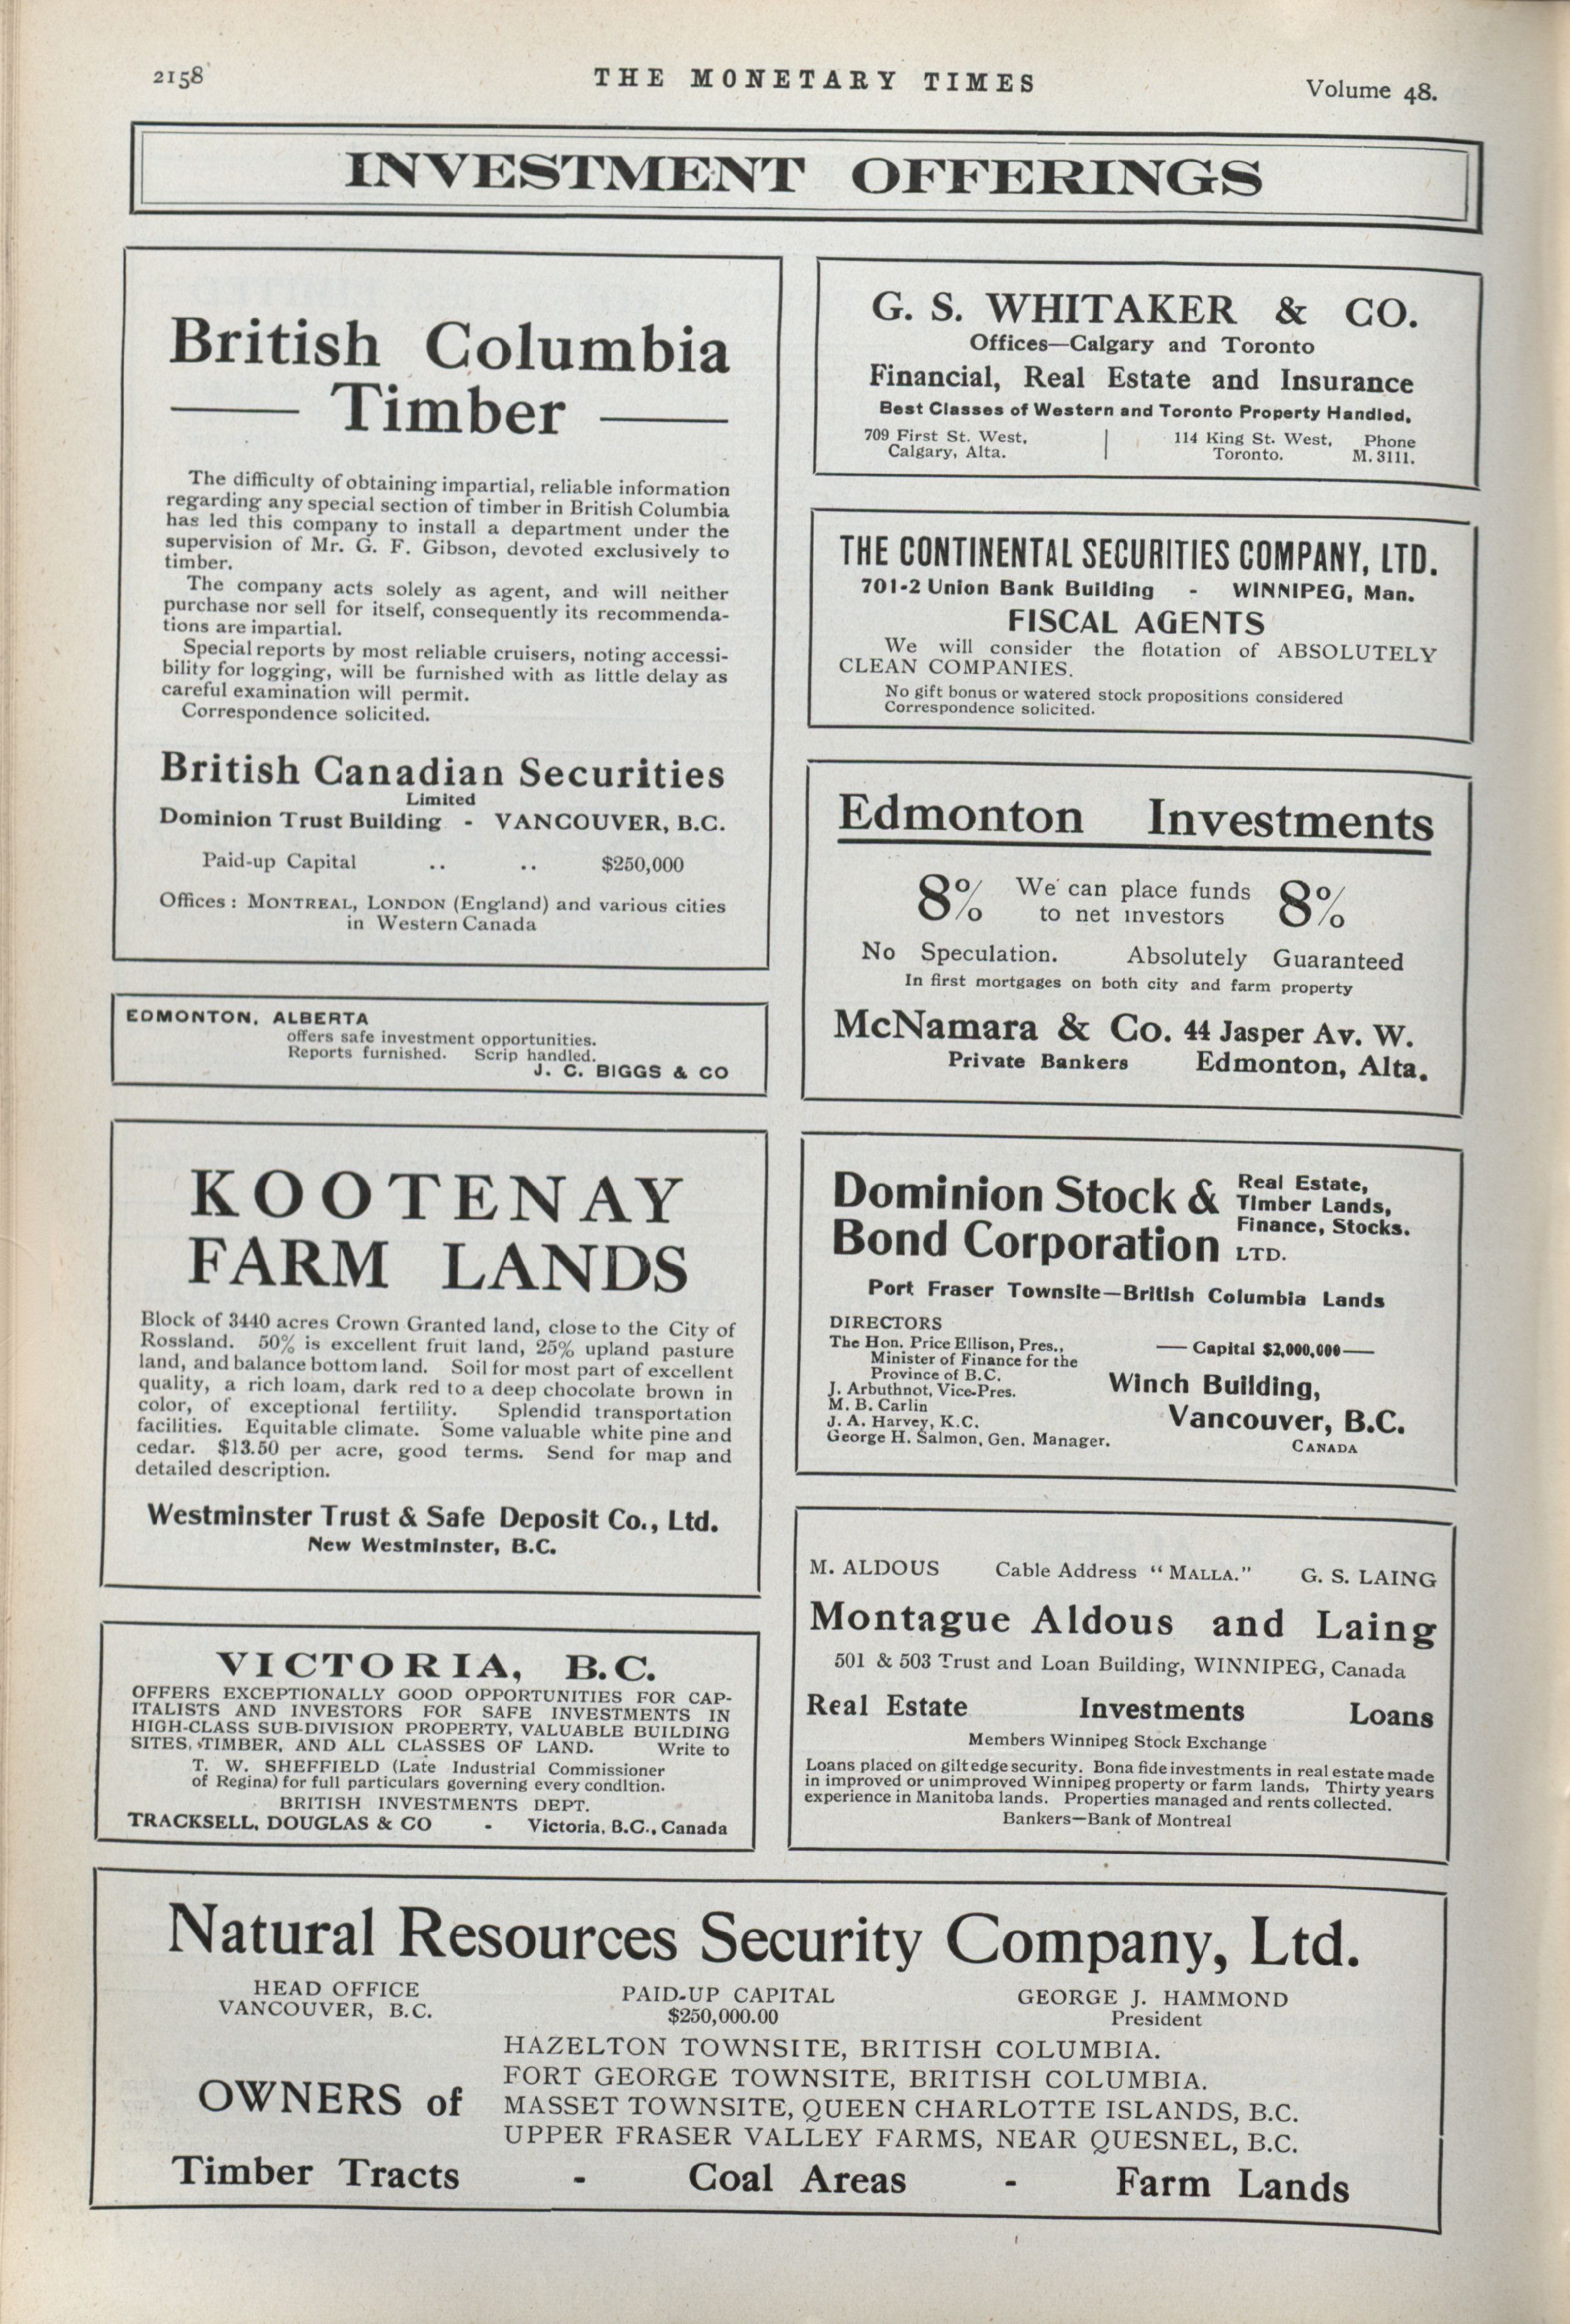 2158
THE MONETARY TIMES
Volume 48.
INVESTMENT OFFERINGS
British Columbia
Timber
The difficulty of obtaining impartial, reliable information
regarding any special section of timber in British Columbia
has led this company to install a department under the
supervision of Mr. G. F. Gibson, devoted exclusively to
timber.
The company acts solely as agent, and will neither
purchase nor sell for itself, consequently its recommenda-
tions are impartial.
Special reports by most reliable cruisers, noting accessi-
bility for logging, will be furnished with as little delay as
careful examination will permit.
Correspondence solicited.
British Canadian Securities
Limited
Dominion Trust Building - VANCOUVER, B.C.
Paid-up Capital .. .. $250,000
Offices : MONTREAL, LONDON (England) and various cities
in Western Canada
EDMONTON, ALBERTA
offers safe investment opportunities.
Reports furnished. Scrip handled.
J. C. BIGGS & CO
KOOTENAY
FARM LANDS
Block of 3440 acres Crown Granted land, close to the City of
Rossland. 50% is excellent fruit land, 25% upland pasture
land, and balance bottom land. Soil for most part of excellent
quality, a rich loam, dark red to a deep chocolate brown in
color, of exceptional fertility. Splendid transportation
facilities. Equitable climate. Some valuable white pine and
cedar. $13.50 per acre, good terms. Send for map and
detailed description.
Westminster Trust & Safe Deposit Co., Ltd.
New Westminster, B.C.
VICTORIA, B.C.
OFFERS EXCEPTIONALLY GOOD OPPORTUNITIES FOR CAP-
ITALISTS AND INVESTORS FOR SAFE INVESTMENTS IN
HIGH-CLASS SUB-DIVISION PROPERTY, VALUABLE BUILDING
SITES, TIMBER, AND ALL CLASSES OF LAND. Write to
T. W. SHEFFIELD (Late Industrial Commissioner
of Regina) for full particulars governing every condition.
BRITISH INVESTMENTS DEPT.
TRACKSELL, DOUGLAS & CO - Victoria, B.C., Canada
G. S. WHITAKER & CO.
Offices—Calgary and Toronto
Financial, Real Estate and Insurance
Best Classes of Western and Toronto Property Handled.
709 First St. West, 114 King St. West, Phone
Calgary, Alta. Toronto. M. 3111.
THE CONTINENTAL SECURITIES COMPANY, LTD.
701-2 Union Bank Building - WINNIPEG, Man.
FISCAL AGENTS
We will consider the flotation of ABSOLUTELY
CLEAN COMPANIES.
No gift bonus or watered stock propositions considered
Correspondence solicited.
Edmonton Investments
8% We can place funds 8%
to net investors
No Speculation. Absolutely Guaranteed
In first mortgages on both city and farm property
McNamara & Co. 44 Jasper Av. W.
Private Bankers Edmonton, Alta.
Dominion Stock & Real Estate,
Timber Lands,
Finance, Stocks.
Bond Corporation LTD.
Port Fraser Townsite—British Columbia Lands
DIRECTORS
The Hon. Price Ellison, Pres.,
Minister of Finance for the
Province of B.C.
J. Arbuthnot, Vice-Pres.
M. B. Carlin
J. A. Harvey, K.C.
George H. Salmon, Gen. Manager.
— Capital $2,000,000 —
Winch Building,
Vancouver, B.C.
CANADA
M. ALDOUS Cable Address "MALLA." G. S. LAING
Montague Aldous and Laing
501 & 503 Trust and Loan Building, WINNIPEG, Canada
Real Estate Investments Loans
Members Winnipeg Stock Exchange
Loans placed on gilt edge security. Bona fide investments in real estate made
in improved or unimproved Winnipeg property or farm lands. Thirty years
experience in Manitoba lands. Properties managed and rents collected.
Bankers—Bank of Montreal
Natural Resources Security Company, Ltd.
HEAD OFFICE PAID-UP CAPITAL GEORGE J. HAMMOND
VANCOUVER, B.C. $250,000.00 President
OWNERS of
HAZELTON TOWNSITE, BRITISH COLUMBIA.
FORT GEORGE TOWNSITE, BRITISH COLUMBIA.
MASSET TOWNSITE, QUEEN CHARLOTTE ISLANDS, B.C.
UPPER FRASER VALLEY FARMS, NEAR QUESNEL, B.C.
Timber Tracts - Coal Areas - Farm Lands